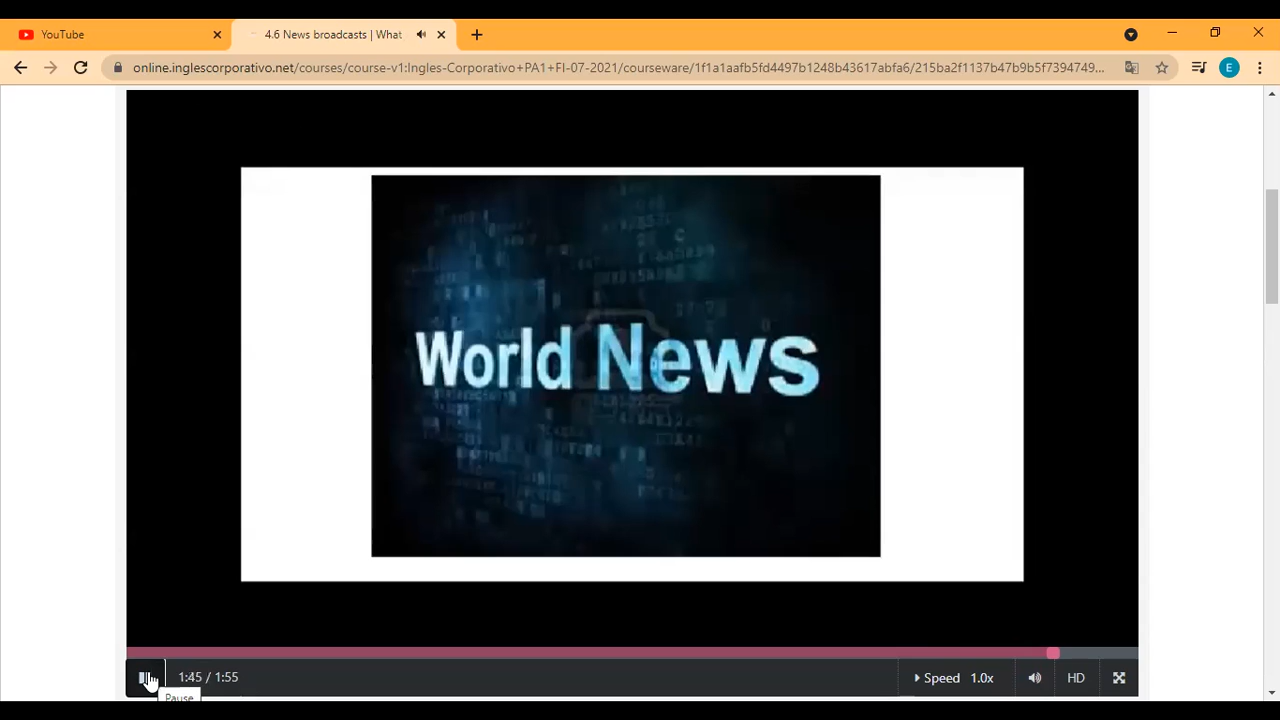 YouTube
4.6 News broadcasts | What
online.inglescorporativo.net/courses/course-v1:Ingles-Corporativo+PA1+FI-07-2021/courseware/1f1a1aafb5fd4497b1248b43617abfa6/215ba2f1137b47b9b5f7394749...
E
World News
1:45 / 1:55
Speed 1.0x
HD
Pause